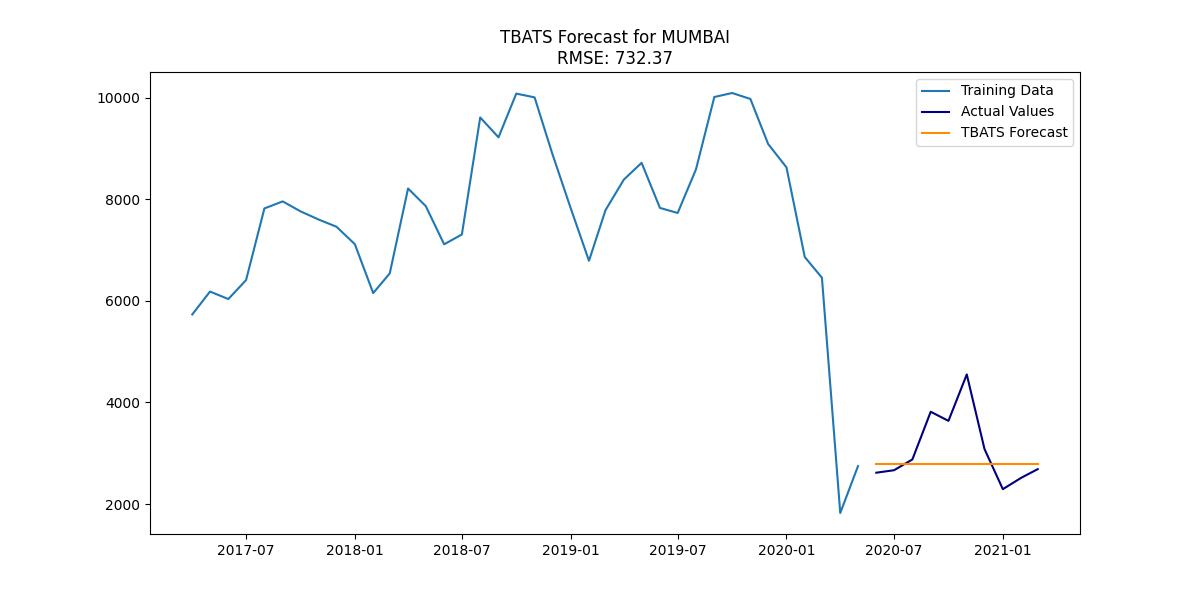 TBATS Forecast for MUMBAI
RMSE: 732.37
Training Data
Actual Values
TBATS Forecast
10000
8000
6000
4000
2000
2017-07
2018-01
2018-07
2019-01
2019-07
2020-01
2020-07
2021-01